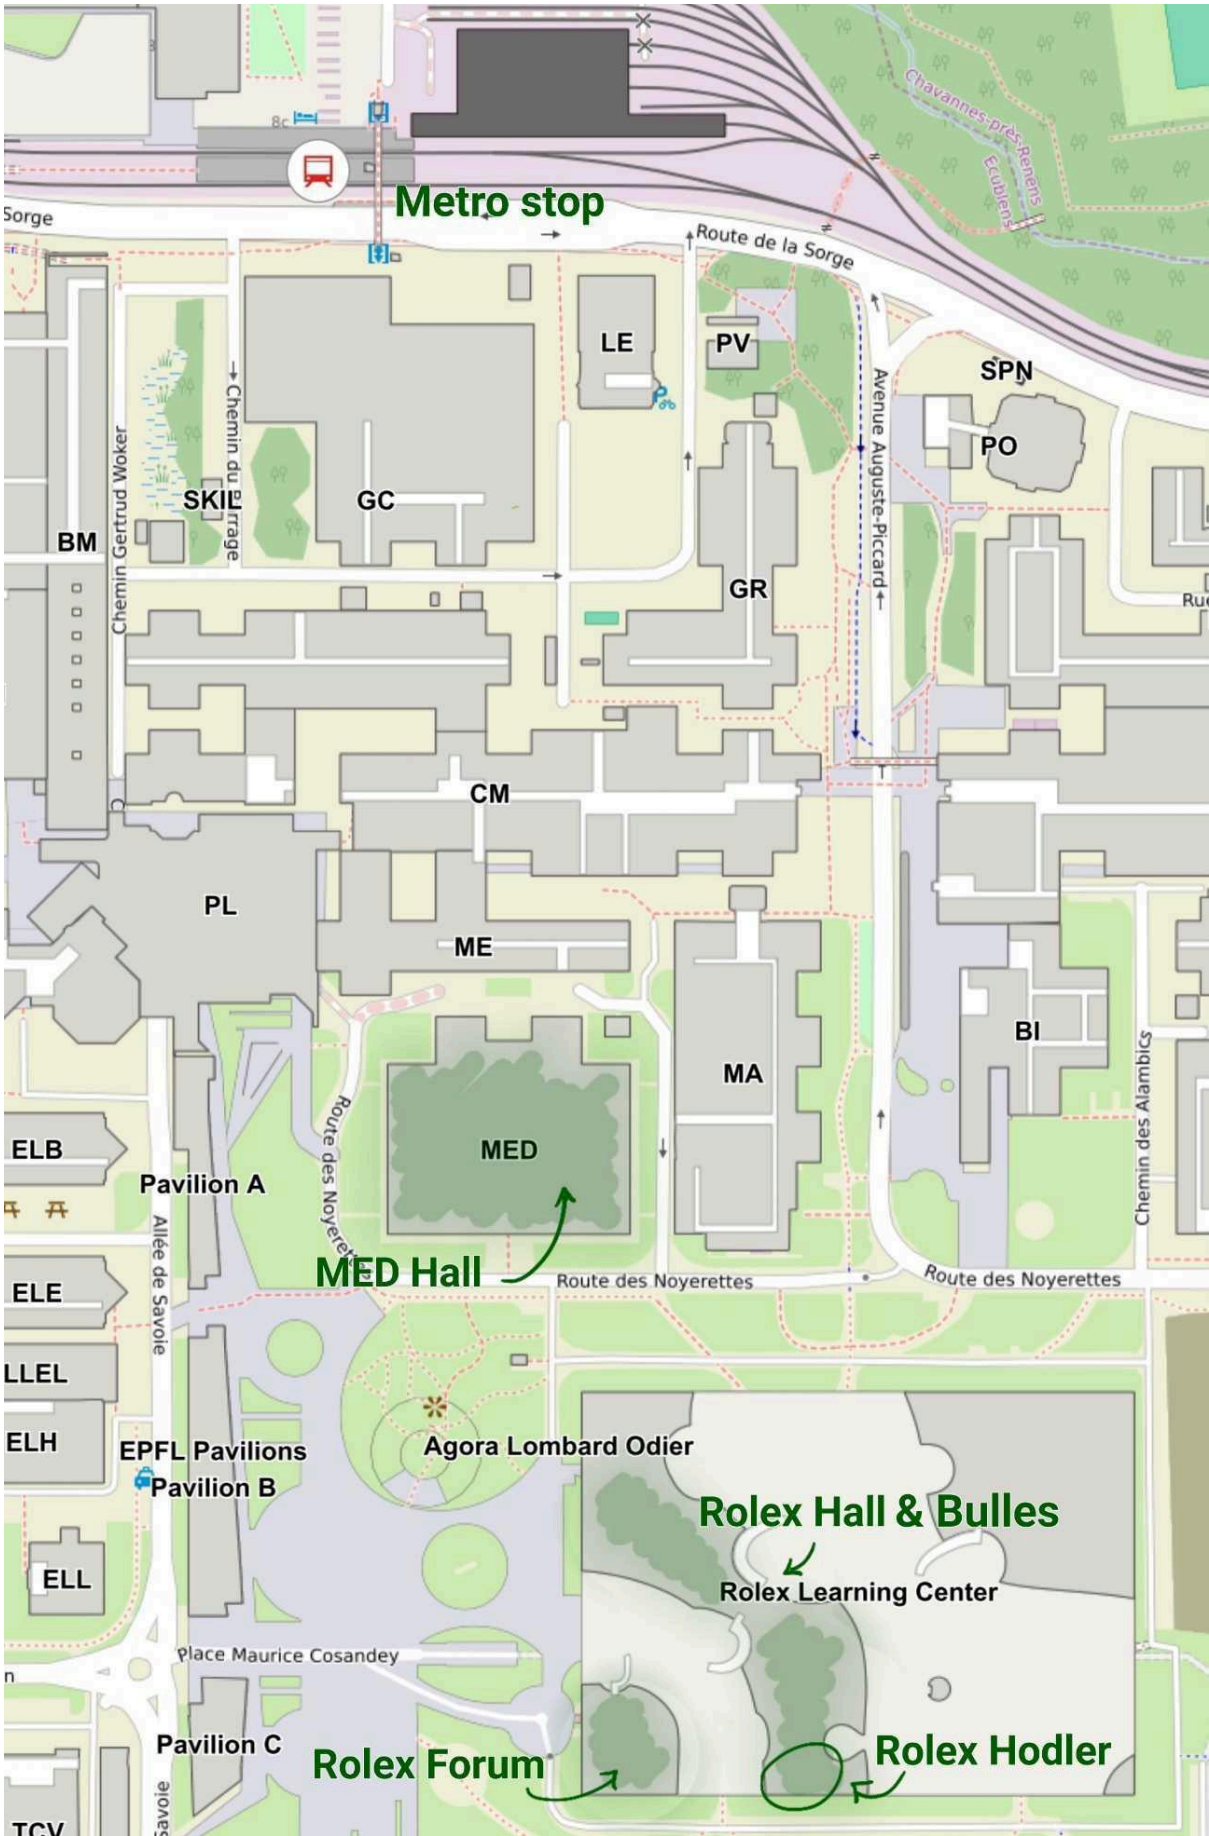 8c
Chavannes-près-Renens
Ecublens
Metro stop
Sorge
Route de la Sorge
LE
PV
SPN
PO
Avenue Auguste-Piccard
Chemin du Barrage
Chemin Gertrud Woker
SKIL
GC
BM
GR
CM
PL
ME
BI
MA
Chemin des Alambics
Route des Noyerettes
MED
ELB
Pavilion A
Allée de Savoie
MED Hall
Route des Noyerettes
Route des Noyerettes
ELE
LLEL
ELH
EPFL Pavilions
Agora Lombard Odier
Pavilion B
Rolex Hall & Bulles
ELL
Rolex Learning Center
Place Maurice Cosandey
n
Pavilion C
Rolex Forum
Rolex Hodler
TCV